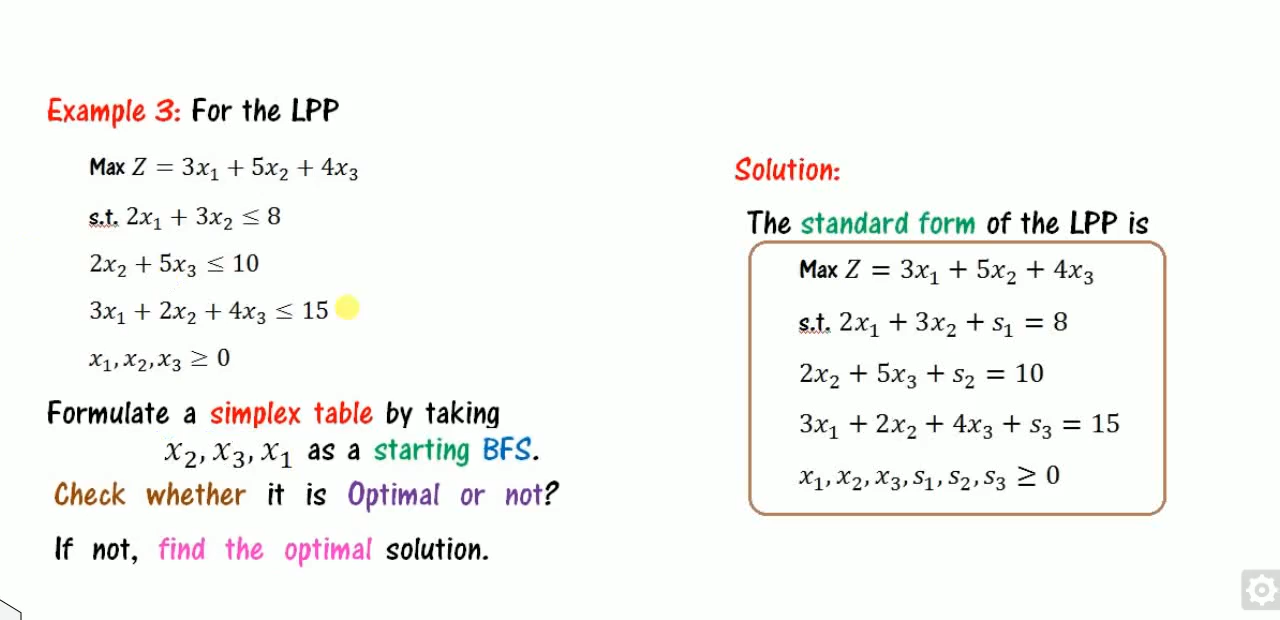 Example 3: For the LPP
Max Z = 3x₁ + 5x₂ + 4x₃
s.t. 2x₁ + 3x₂ ≤ 8
2x₂ + 5x₃ ≤ 10
3x₁ + 2x₂ + 4x₃ ≤ 15
x₁, x₂, x₃ ≥ 0
Formulate a simplex table by taking
x₂, x₃, x₁ as a starting BFS.
Check whether it is Optimal or not?
If not, find the optimal solution.
Solution:
The standard form of the LPP is
Max Z = 3x₁ + 5x₂ + 4x₃
s.t. 2x₁ + 3x₂ + s₁ = 8
2x₂ + 5x₃ + s₂ = 10
3x₁ + 2x₂ + 4x₃ + s₃ = 15
x₁, x₂, x₃, s₁, s₂, s₃ ≥ 0